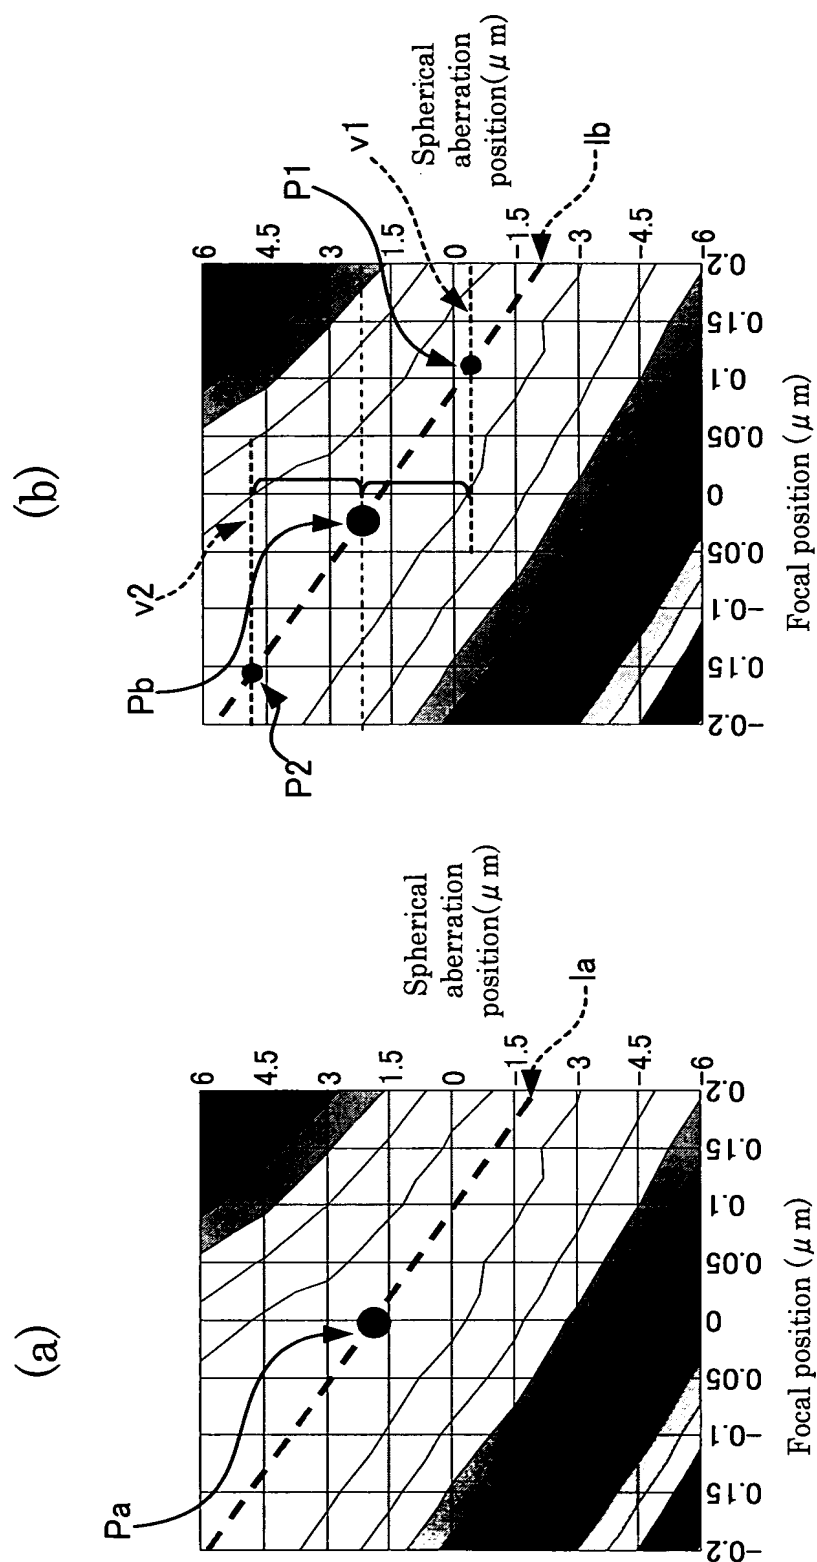 (a)
Pa
6
4.5
3
1.5
0
−1.5
−3
−4.5
−6
Spherical
aberration
position(μm)
la
−0.2
0.15
−0.1
0.05
0
0.05
0.1
0.15
0.2
Focal position (μm)
(b)
v2
Pb
P2
P1
v1
6
4.5
3
1.5
0
−1.5
−3
−4.5
−6
Spherical
aberration
position(μm)
lb
−0.2
0.15
−0.1
0.05
0
0.05
0.1
0.15
0.2
Focal position (μm)